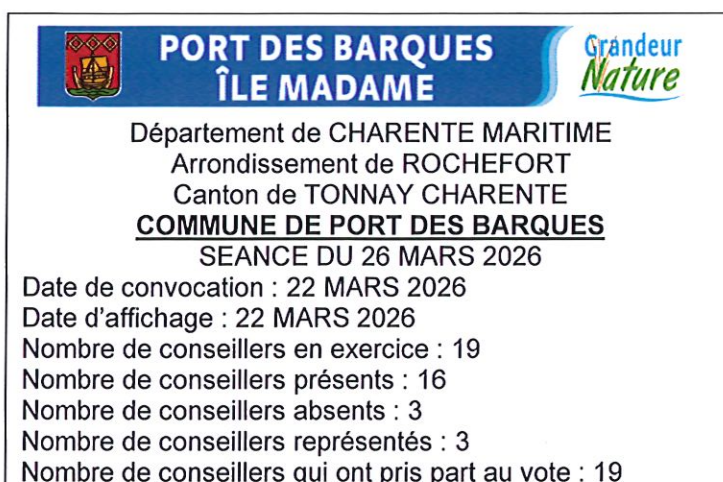 PORT DES BARQUES
ÎLE MADAME
Grandeur
Nature
Département de CHARENTE MARITIME
Arrondissement de ROCHEFORT
Canton de TONNAY CHARENTE
COMMUNE DE PORT DES BARQUES
SEANCE DU 26 MARS 2026
Date de convocation : 22 MARS 2026
Date d'affichage : 22 MARS 2026
Nombre de conseillers en exercice : 19
Nombre de conseillers présents : 16
Nombre de conseillers absents : 3
Nombre de conseillers représentés : 3
Nombre de conseillers qui ont pris part au vote : 19